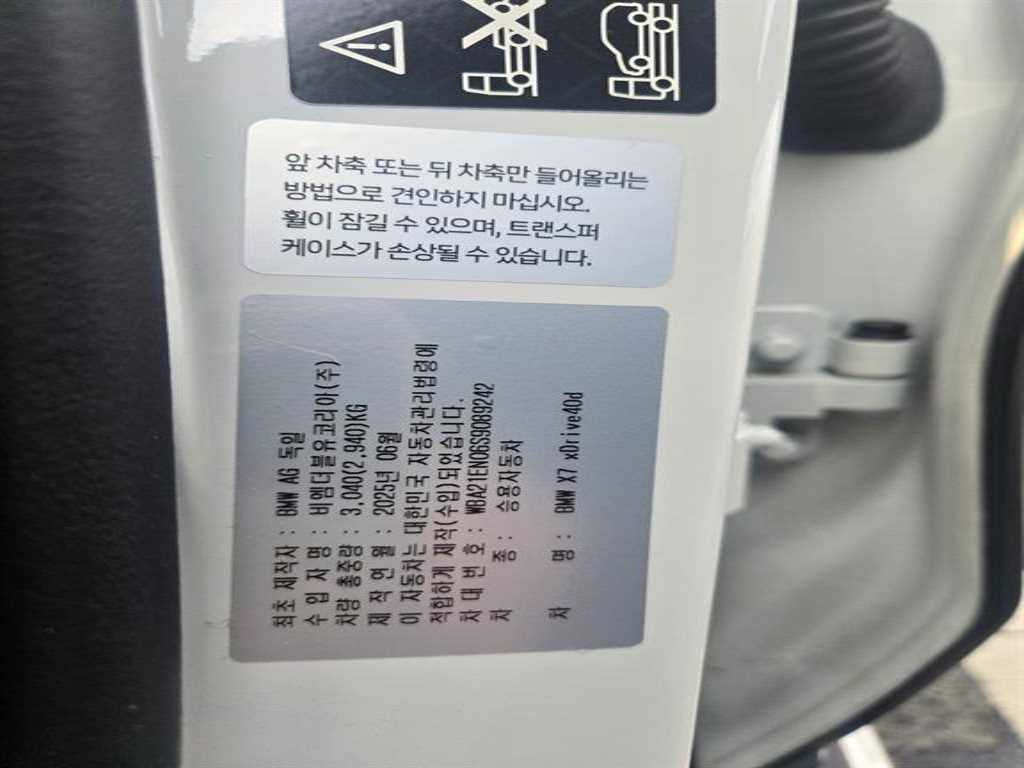 앞 차축 또는 뒤 차축만 들어올리는
방법으로 견인하지 마십시오.
휠이 잠길 수 있으며, 트랜스퍼
케이스가 손상될 수 있습니다.
최초 제작자 : BMW AG 독일
수 입 자 명 : 비엠더블유코리아(주)
차량 총중량 : 3,040(2,940)KG
제 작 연 월 : 2025년 06월
이 자동차는 대한민국 자동차관리법령에
적합하게 제작(수입)되었습니다.
차 대 번 호 : WBA21EN06S9089242
차 종 : 승용자동차
차 명 : BMW X7 xDrive40d